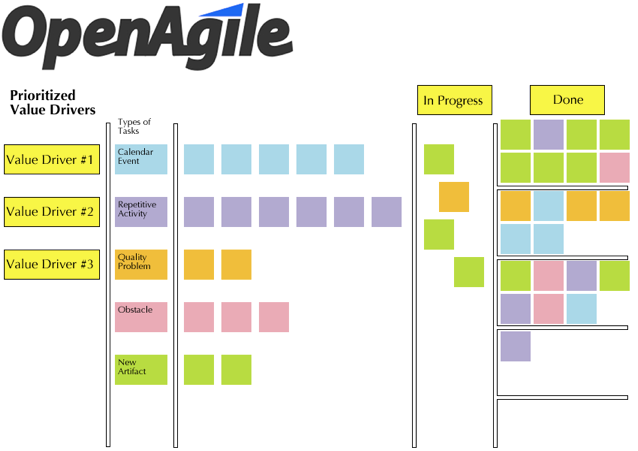 OpenAgile
Prioritized
Value Drivers
Types of
Tasks
In Progress
Done
Value Driver #1
Calendar
Event
Value Driver #2
Repetitive
Activity
Value Driver #3
Quality
Problem
Obstacle
New
Artifact